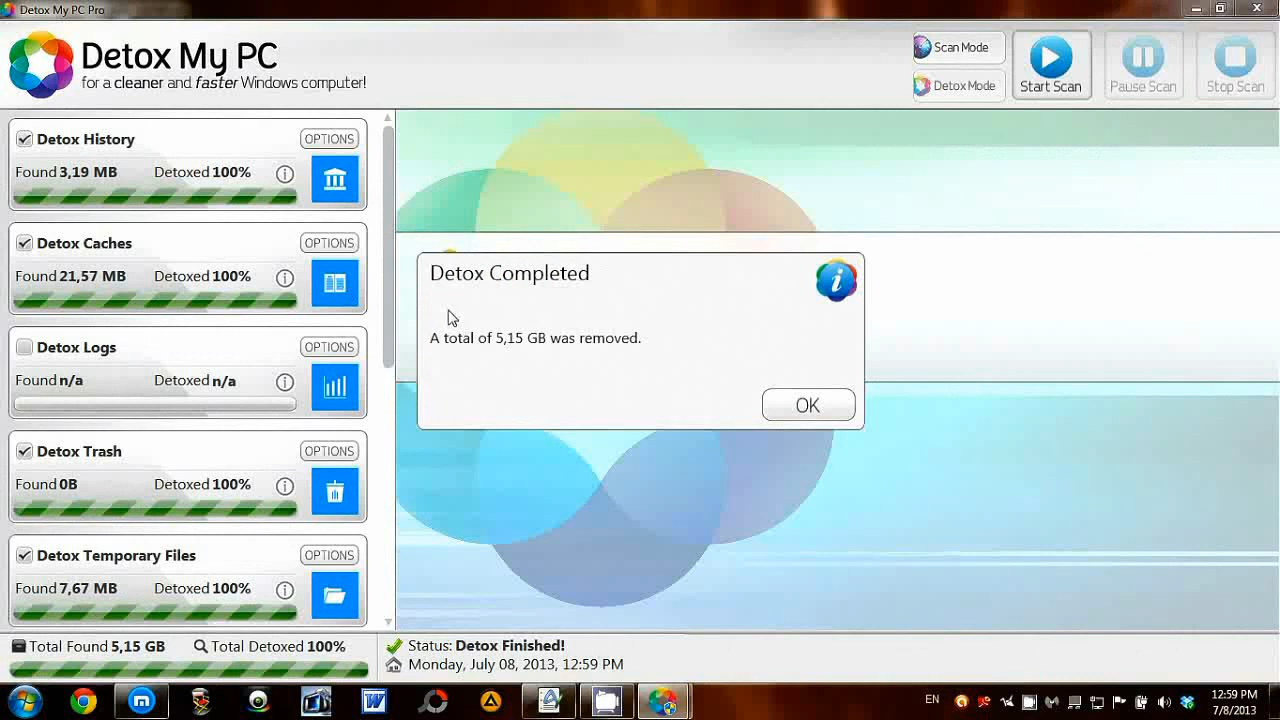 Detox My PC Pro
Detox My PC
for a cleaner and faster Windows computer!
Scan Mode
Detox Mode
Start Scan
Pause Scan
Stop Scan
Detox History
OPTIONS
Found 3,19 MB
Detoxed 100%
Detox Caches
OPTIONS
Found 21,57 MB
Detoxed 100%
Detox Logs
OPTIONS
Found n/a
Detoxed n/a
Detox Trash
OPTIONS
Found 0B
Detoxed 100%
Detox Temporary Files
OPTIONS
Found 7,67 MB
Detoxed 100%
Detox Completed
A total of 5,15 GB was removed.
OK
Total Found 5,15 GB
Total Detoxed 100%
Status: Detox Finished!
Monday, July 08, 2013, 12:59 PM
EN
12:59 PM
7/8/2013